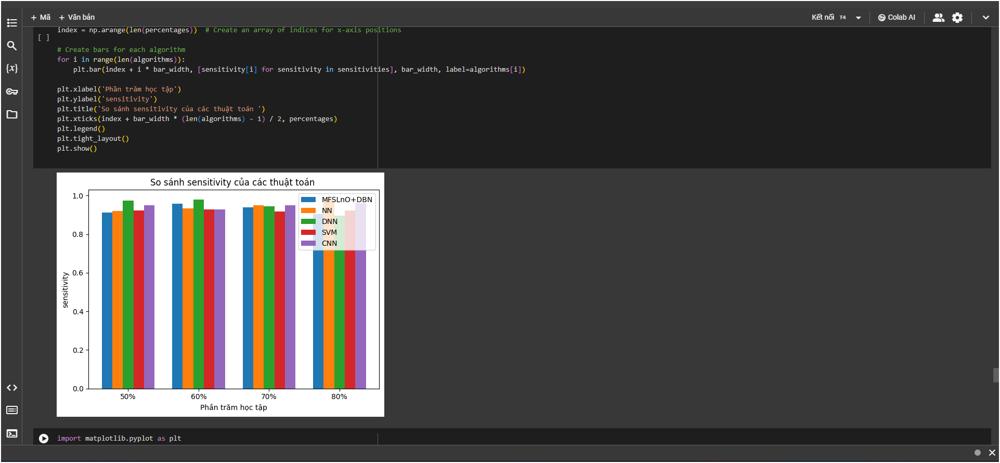 + Mã + Văn bản
Kết nối T4
Colab AI
index = np.arange(len(percentages))  # Create an array of indices for x-axis positions
[ ]
# Create bars for each algorithm
for i in range(len(algorithms)):
    plt.bar(index + i * bar_width, [sensitivity[i] for sensitivity in sensitivities], bar_width, label=algorithms[i])
plt.xlabel('Phần trăm học tập')
plt.ylabel('sensitivity')
plt.title('So sánh sensitivity của các thuật toán ')
plt.xticks(index + bar_width * (len(algorithms) - 1) / 2, percentages)
plt.legend()
plt.tight_layout()
plt.show()
So sánh sensitivity của các thuật toán
1.0
0.8
0.6
0.4
0.2
0.0
sensitivity
MFSLnO+DBN
NN
DNN
SVM
CNN
50% 60% 70% 80%
Phần trăm học tập
import matplotlib.pyplot as plt
{x}